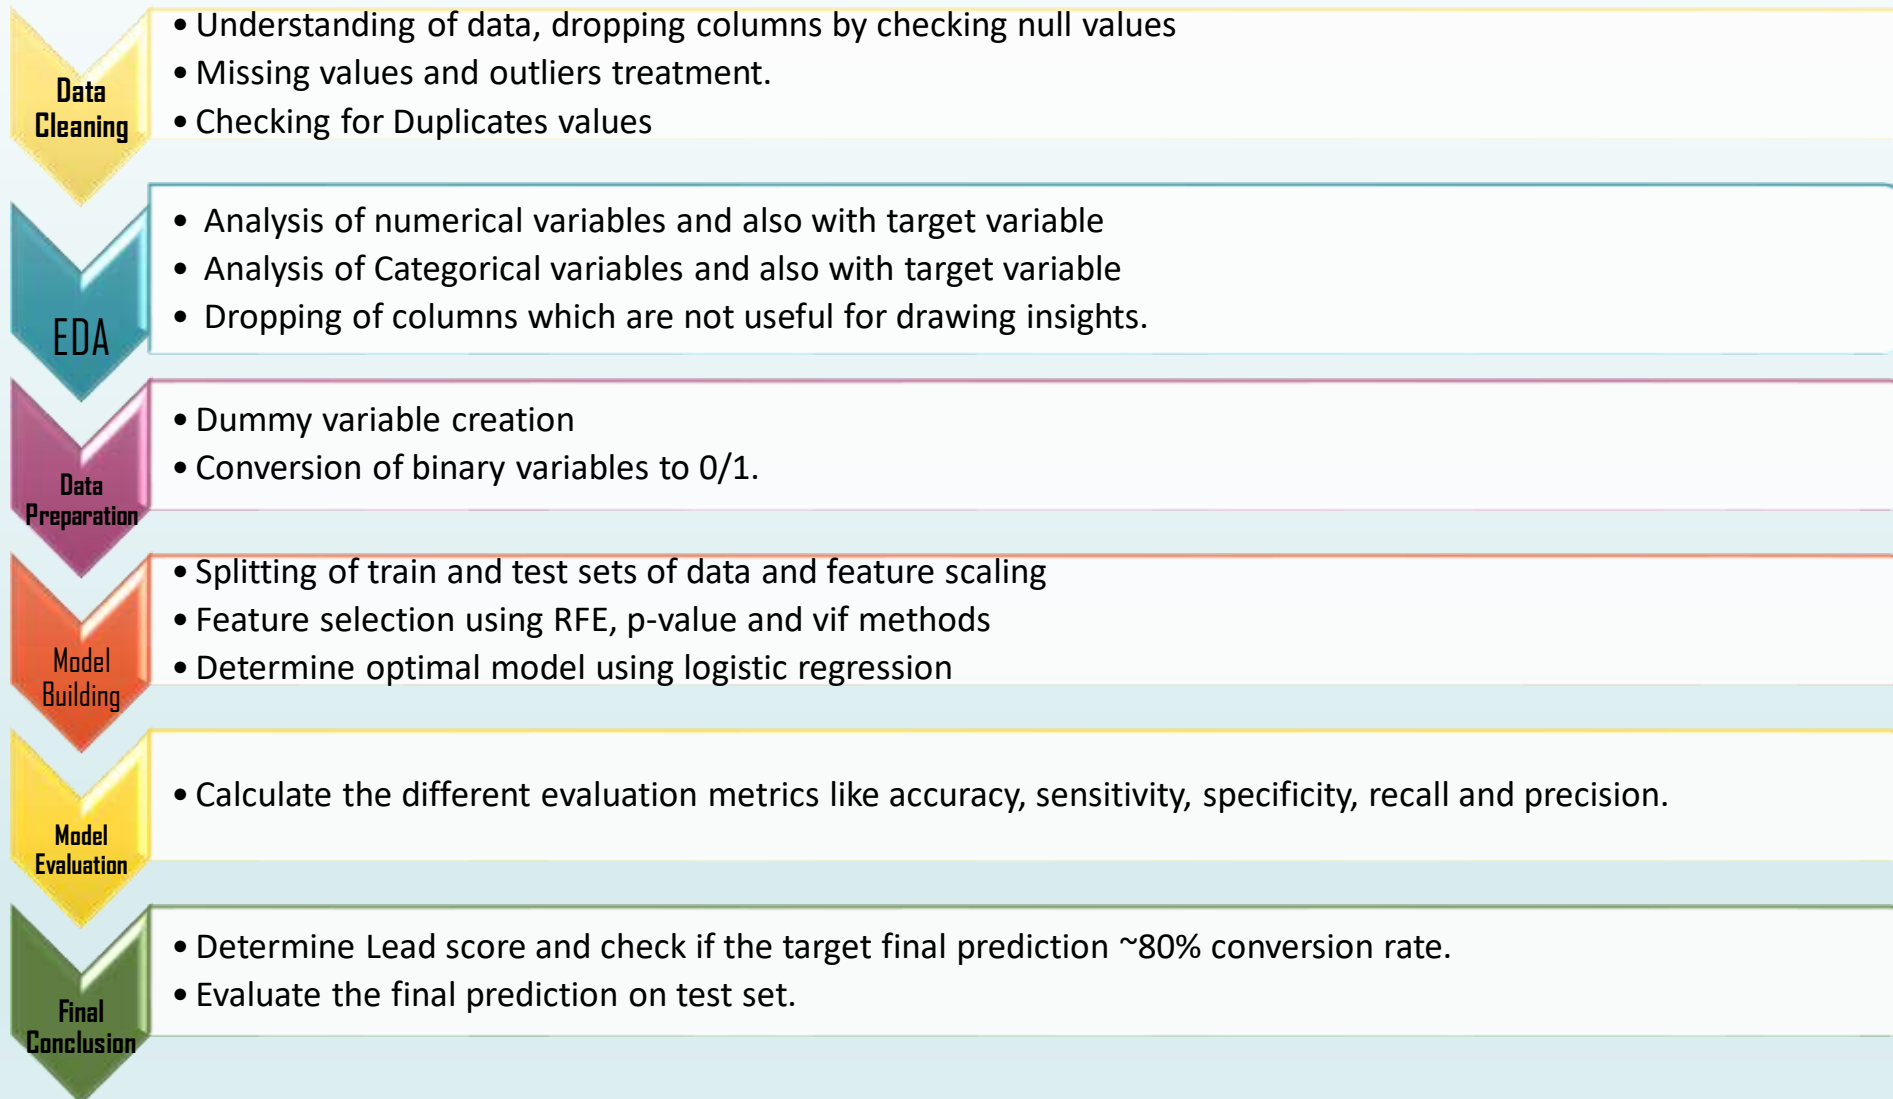 Data
Cleaning
• Understanding of data, dropping columns by checking null values
• Missing values and outliers treatment.
• Checking for Duplicates values
EDA
• Analysis of numerical variables and also with target variable
• Analysis of Categorical variables and also with target variable
• Dropping of columns which are not useful for drawing insights.
Data
Preparation
• Dummy variable creation
• Conversion of binary variables to 0/1.
Model
Building
• Splitting of train and test sets of data and feature scaling
• Feature selection using RFE, p-value and vif methods
• Determine optimal model using logistic regression
Model
Evaluation
• Calculate the different evaluation metrics like accuracy, sensitivity, specificity, recall and precision.
Final
Conclusion
• Determine Lead score and check if the target final prediction ~80% conversion rate.
• Evaluate the final prediction on test set.